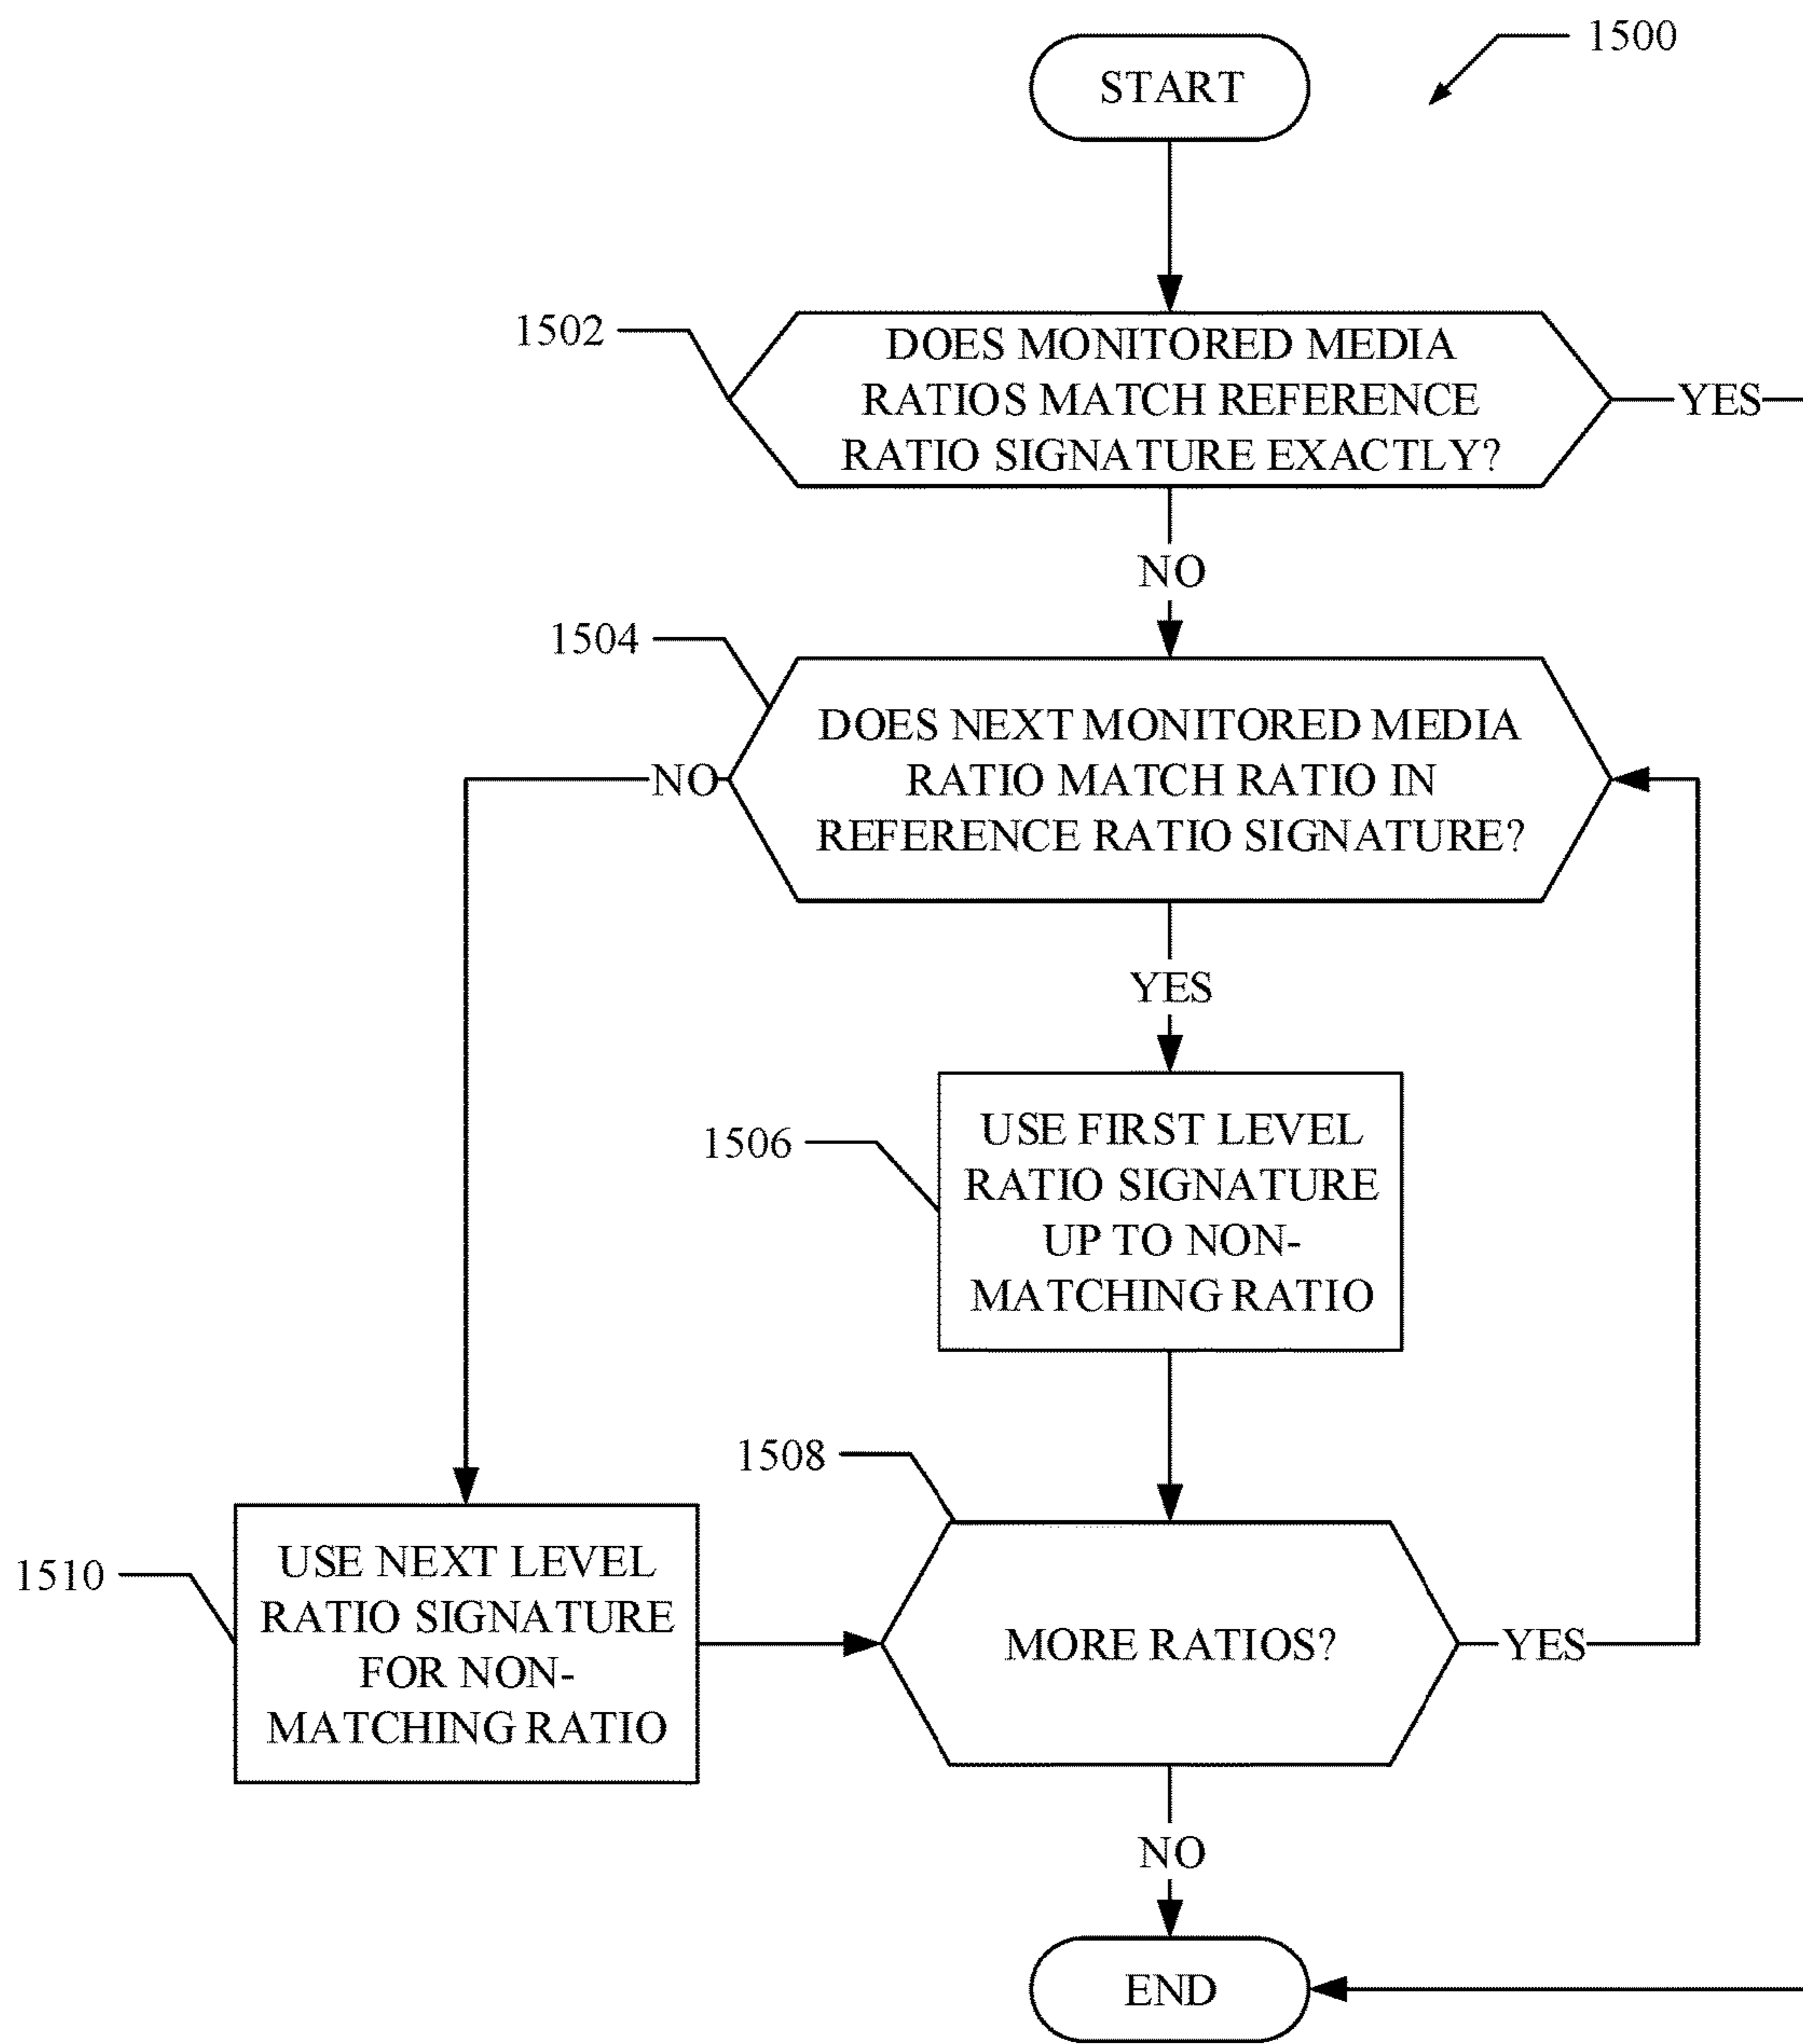 1500
START
1502
DOES MONITORED MEDIA
RATIOS MATCH REFERENCE
RATIO SIGNATURE EXACTLY?
YES
NO
1504
DOES NEXT MONITORED MEDIA
RATIO MATCH RATIO IN
REFERENCE RATIO SIGNATURE?
NO
YES
1506
USE FIRST LEVEL
RATIO SIGNATURE
UP TO NON-
MATCHING RATIO
1508
MORE RATIOS?
YES
1510
USE NEXT LEVEL
RATIO SIGNATURE
FOR NON-
MATCHING RATIO
NO
END